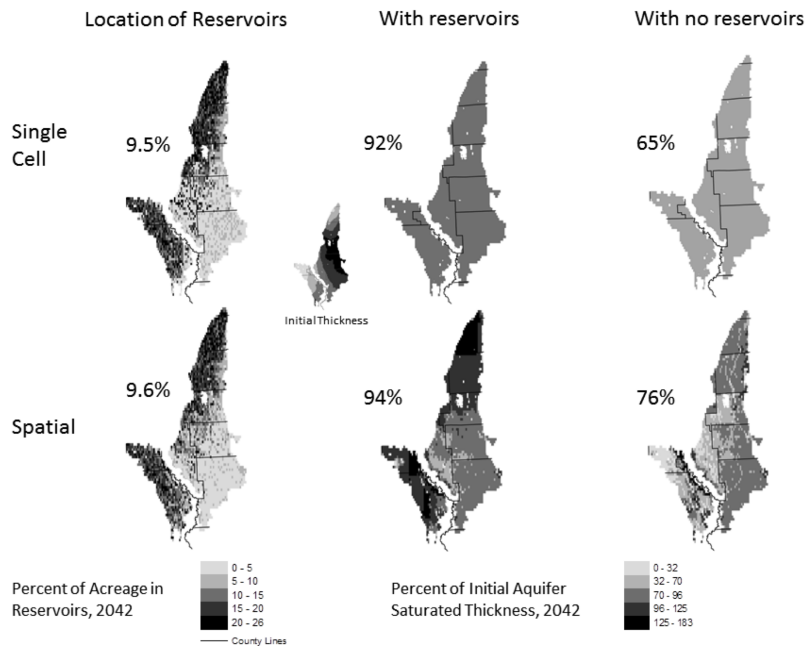 Location of Reservoirs
With reservoirs
With no reservoirs
Single
Cell
9.5%
92%
65%
Initial Thickness
Spatial
9.6%
94%
76%
Percent of Acreage in
Reservoirs, 2042
0 - 5
5 - 10
10 - 15
15 - 20
20 - 26
County Lines
Percent of Initial Aquifer
Saturated Thickness, 2042
0 - 32
32 - 70
70 - 96
96 - 125
125 - 183